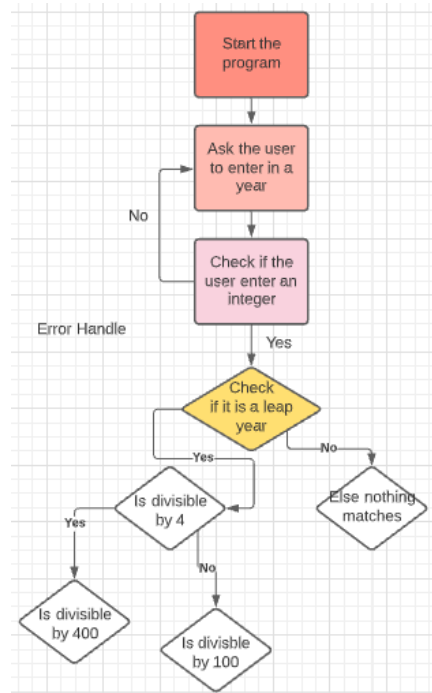 Start the
program
Ask the user
to enter in a
year
No
Check if the
user enter an
integer
Error Handle
Yes
Check
if it is a leap
year
No
Yes
Else nothing
matches
Is divisible
by 4
Yes
No
Is divisible
by 400
Is divisble
by 100